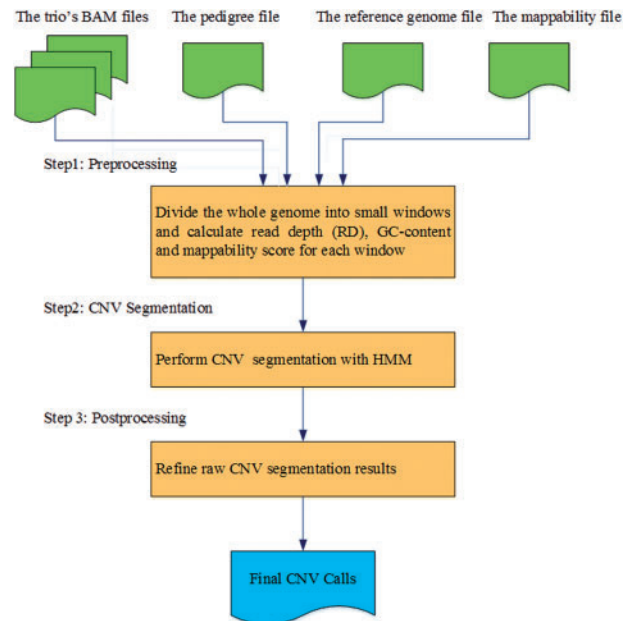 The trio's BAM files
The pedigree file
The reference genome file
The mappability file
Step1: Preprocessing
Divide the whole genome into small windows
and calculate read depth (RD), GC-content
and mappability score for each window
Step2: CNV Segmentation
Perform CNV segmentation with HMM
Step 3: Postprocessing
Refine raw CNV segmentation results
Final CNV Calls